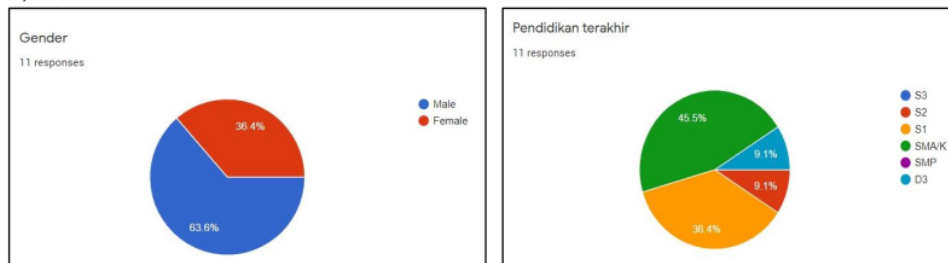 Gender
11 responses
Male
Female
36.4%
63.6%
Pendidikan terakhir
11 responses
S3
S2
S1
SMA/K
SMP
D3
45.5%
9.1%
9.1%
36.4%